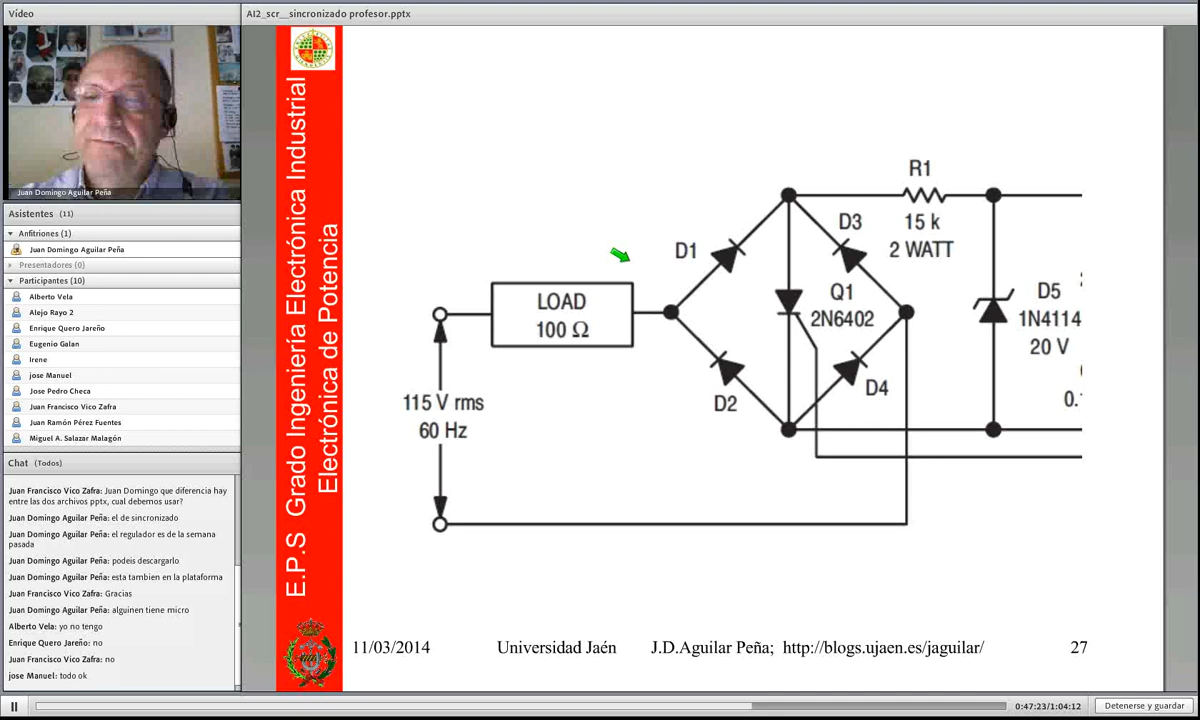 Vídeo
AI2_scr__sincronizado profesor.pptx
Juan Domingo Aguilar Peña
Asistentes (11)
Anfitriones (1)
Juan Domingo Aguilar Peña
Presentadores (0)
Participantes (10)
Alberto Vela
Alejo Rayo 2
Enrique Quero Jareño
Eugenio Galan
Irene
jose Manuel
Jose Pedro Checa
Juan Francisco Vico Zafra
Juan Ramón Pérez Fuentes
Miguel A. Salazar Malagón
Chat (Todos)
Juan Francisco Vico Zafra: Juan Domingo que diferencia hay
entre las dos archivos pptx, cual debemos usar?
Juan Domingo Aguilar Peña: el de sincronizado
Juan Domingo Aguilar Peña: el regulador es de la semana
pasada
Juan Domingo Aguilar Peña: podeis descargarlo
Juan Domingo Aguilar Peña: esta tambien en la plataforma
Juan Francisco Vico Zafra: Gracias
Juan Domingo Aguilar Peña: alguinen tiene micro
Alberto Vela: yo no tengo
Enrique Quero Jareño: no
Juan Francisco Vico Zafra: no
jose Manuel: todo ok
E.P.S Grado Ingeniería Electrónica Industrial
Electrónica de Potencia
R1
15 k
2 WATT
D1
D3
LOAD
100 Ω
Q1
2N6402
D5
1N4114
20 V
D2
D4
0.
115 V rms
60 Hz
11/03/2014 Universidad Jaén J.D.Aguilar Peña; http://blogs.ujaen.es/jaguilar/ 27
0:47:23/1:04:12 Detenerse y guardar